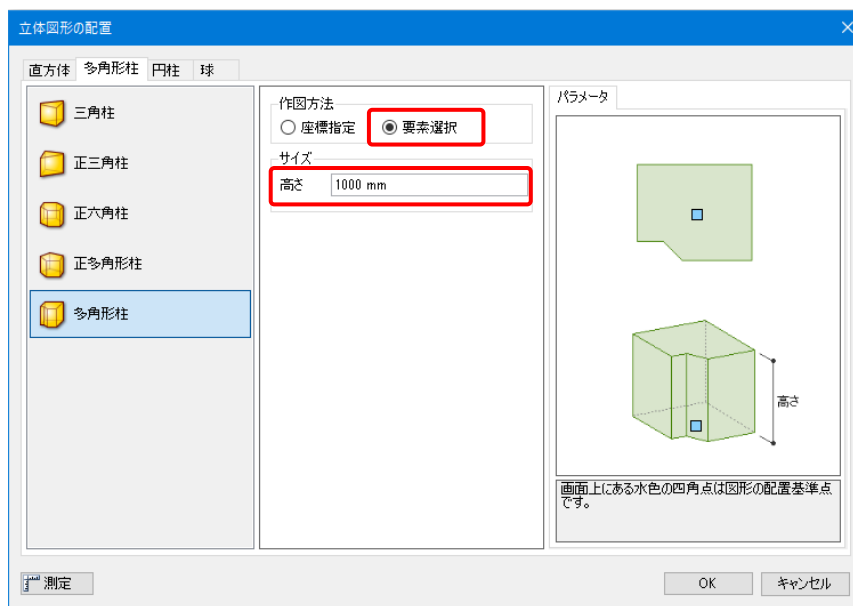 立体図形の配置
直方体 多角形柱 円柱 球
三角柱
正三角柱
正六角柱
正多角形柱
多角形柱
作図方法
座標指定 要素選択
サイズ
高さ 1000 mm
パラメータ
高さ
画面上にある水色の四角点は図形の配置基準点
です。
測定
OK キャンセル